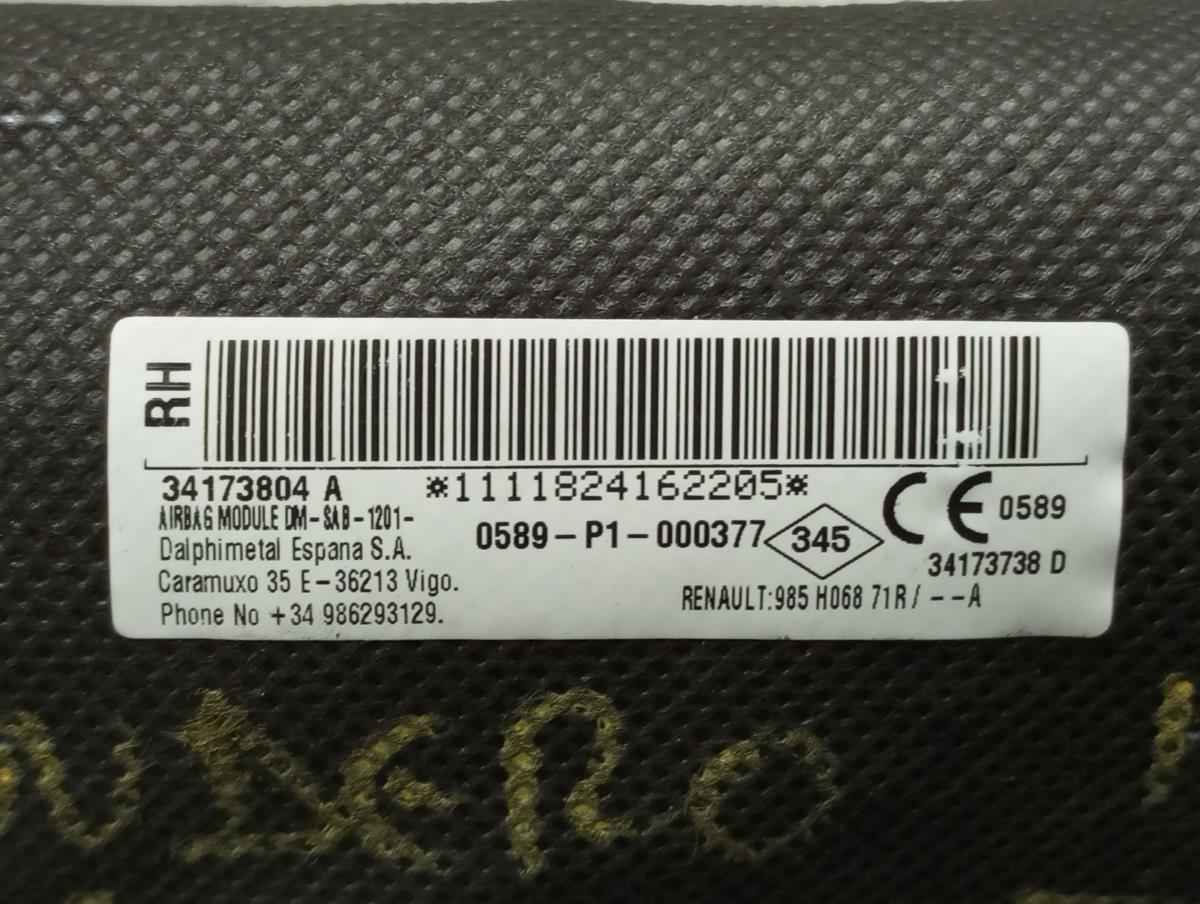 RH
34173804 A *1111824162205*
AIRBAG MODULE DM-SAB-1201-
0589-P1-000377 345 CE 0589
Dalphimetal Espana S.A.
34173738 D
Caramuxo 35 E-36213 Vigo.
RENAULT:985 H068 71R/ --A
Phone No +34 986293129.